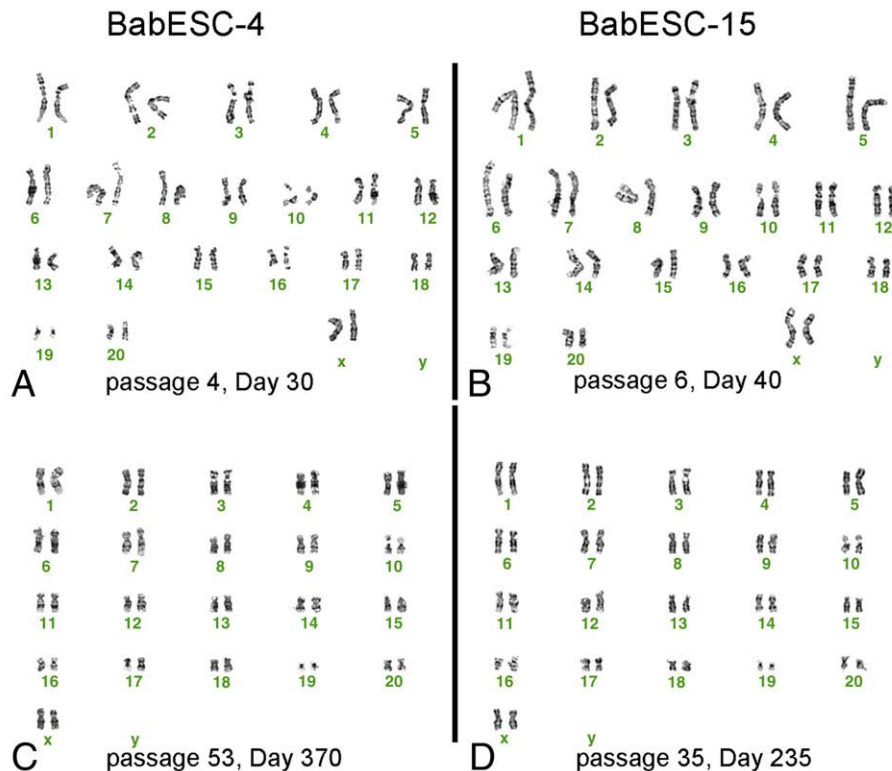 BabESC-4
BabESC-15
1 2 3 4 5
6 7 8 9 10 11 12
13 14 15 16 17 18
19 20 x y
A passage 4, Day 30
1 2 3 4 5
6 7 8 9 10 11 12
13 14 15 16 17 18
19 20 x y
B passage 6, Day 40
1 2 3 4 5
6 7 8 9 10
11 12 13 14 15
16 17 18 19 20
x y
C passage 53, Day 370
1 2 3 4 5
6 7 8 9 10
11 12 13 14 15
16 17 18 19 20
x y
D passage 35, Day 235